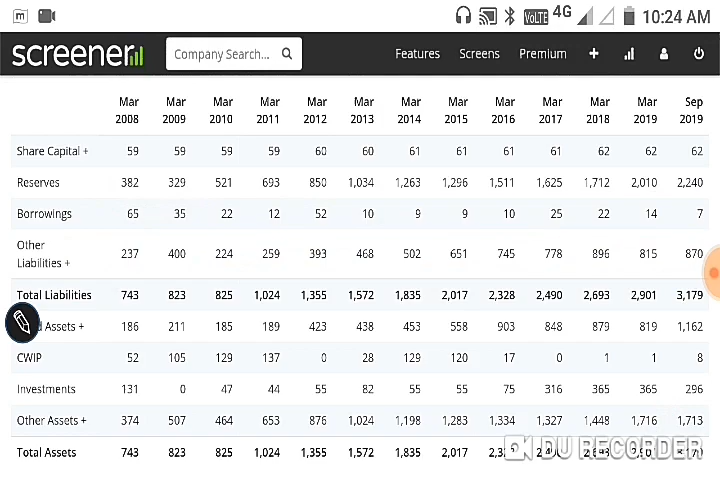 m VoLTE 4G 10:24 AM
screener Company Search... Features Screens Premium +
Mar Mar Mar Mar Mar Mar Mar Mar Mar Mar Mar Mar Sep
2008 2009 2010 2011 2012 2013 2014 2015 2016 2017 2018 2019 2019
Share Capital + 59 59 59 59 60 60 61 61 61 61 62 62 62
Reserves 382 329 521 693 850 1,034 1,263 1,296 1,511 1,625 1,712 2,010 2,240
Borrowings 65 35 22 12 52 10 9 9 10 25 22 14 7
Other
Liabilities + 237 400 224 259 393 468 502 651 745 778 896 815 870
Total Liabilities 743 823 825 1,024 1,355 1,572 1,835 2,017 2,328 2,490 2,693 2,901 3,179
Assets + 186 211 185 189 423 438 453 558 903 848 879 819 1,162
CWIP 52 105 129 137 0 28 129 120 17 0 1 1 8
Investments 131 0 47 44 55 82 55 55 75 316 365 365 296
Other Assets + 374 507 464 653 876 1,024 1,198 1,283 1,334 1,327 1,448 1,716 1,713
Total Assets 743 823 825 1,024 1,355 1,572 1,835 2,017
DU RECORDER